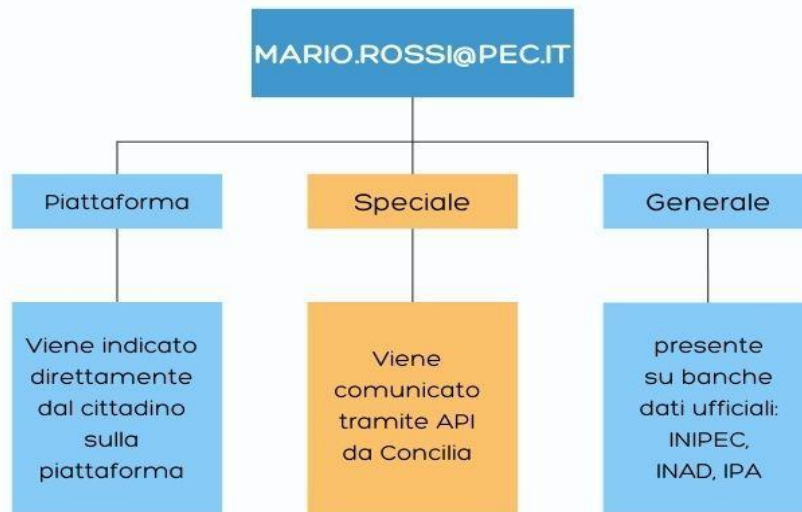 MARIO.ROSSI@PEC.IT
Piattaforma
Speciale
Generale
Viene indicato
direttamente
dal cittadino
sulla
piattaforma
Viene
comunicato
tramite API
da Concilia
presente
su banche
dati ufficiali:
INIPEC,
INAD, IPA